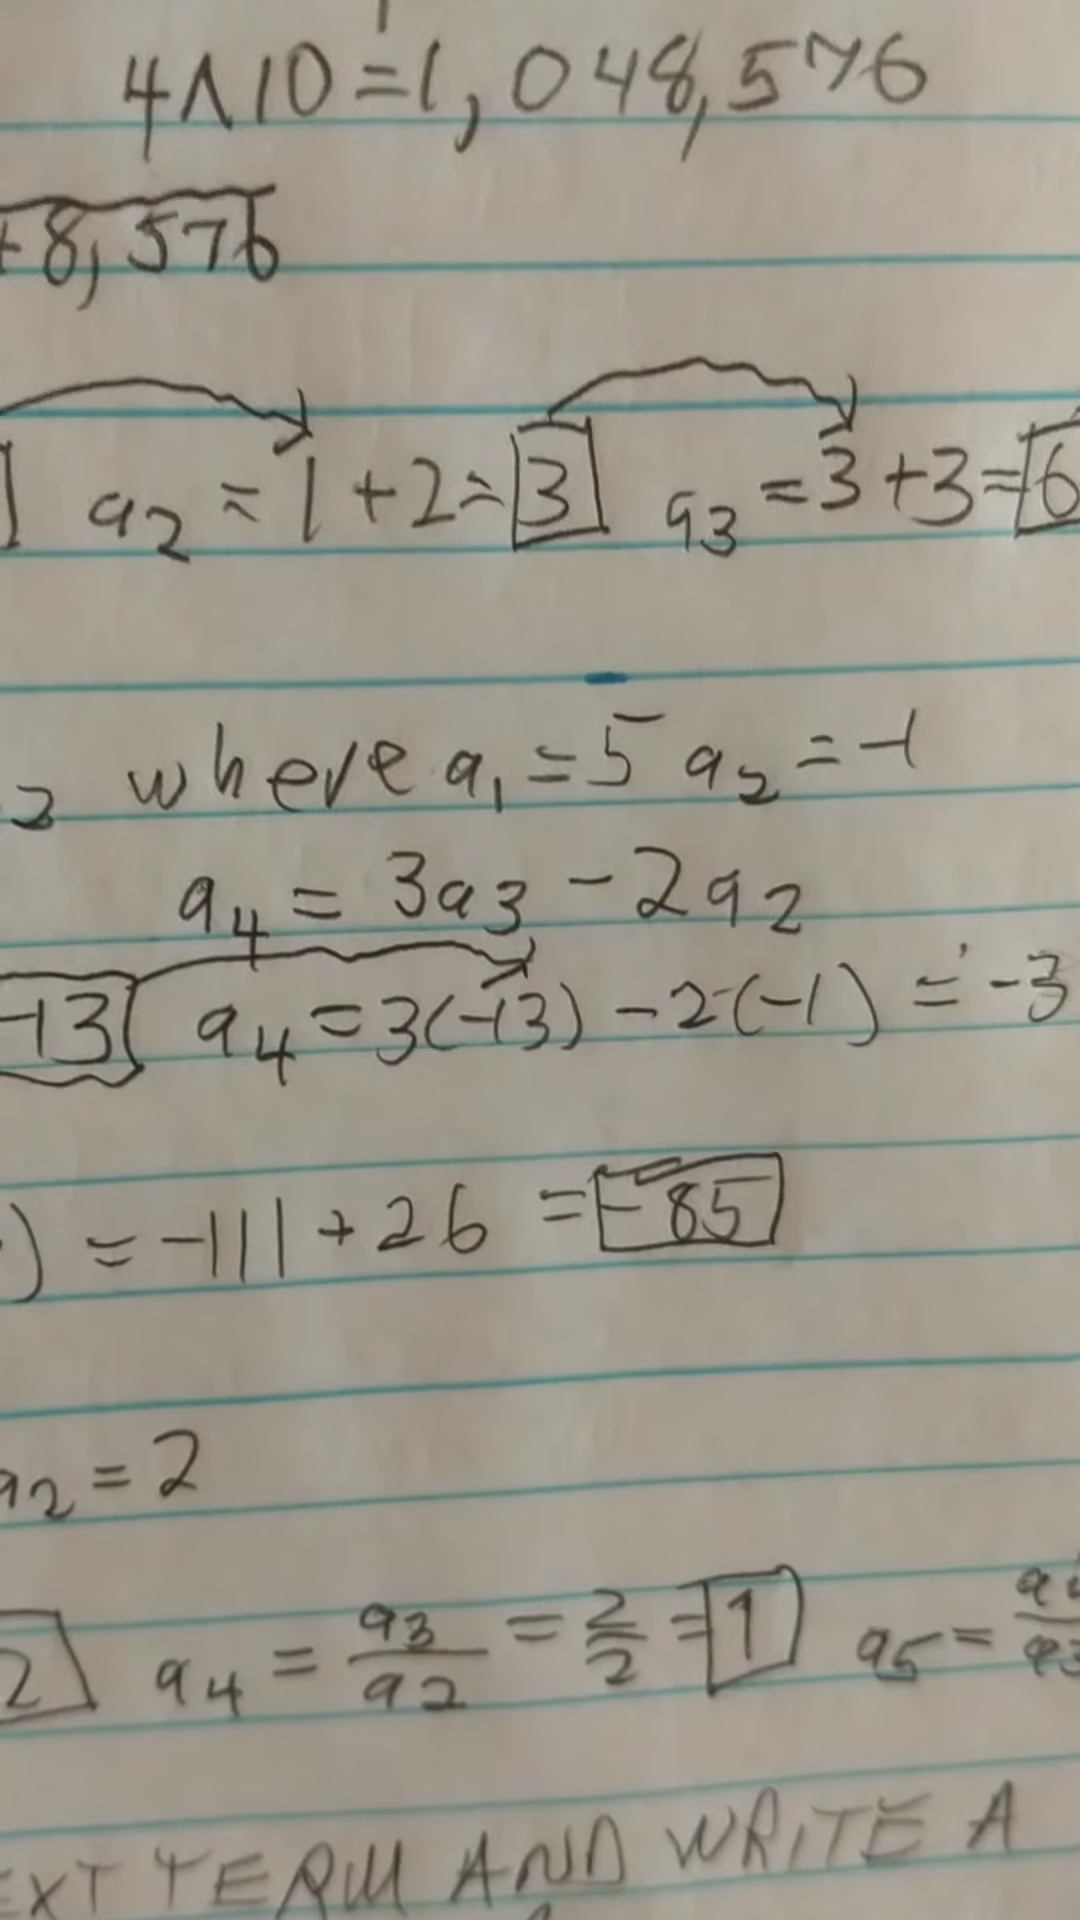 4^10=1,048,576
8,576
a2 = 1+2=3 a3=3+3=6
2 where a1=5 a2=-1
a4= 3a3-2a2
-13 a4=3(-13)-2(-1) = -3
) = -111+26 = -85
a2=2
2 a4 = a3/a2 = 2/2 = 1 a5 =
EXT TERM AND WRITE A